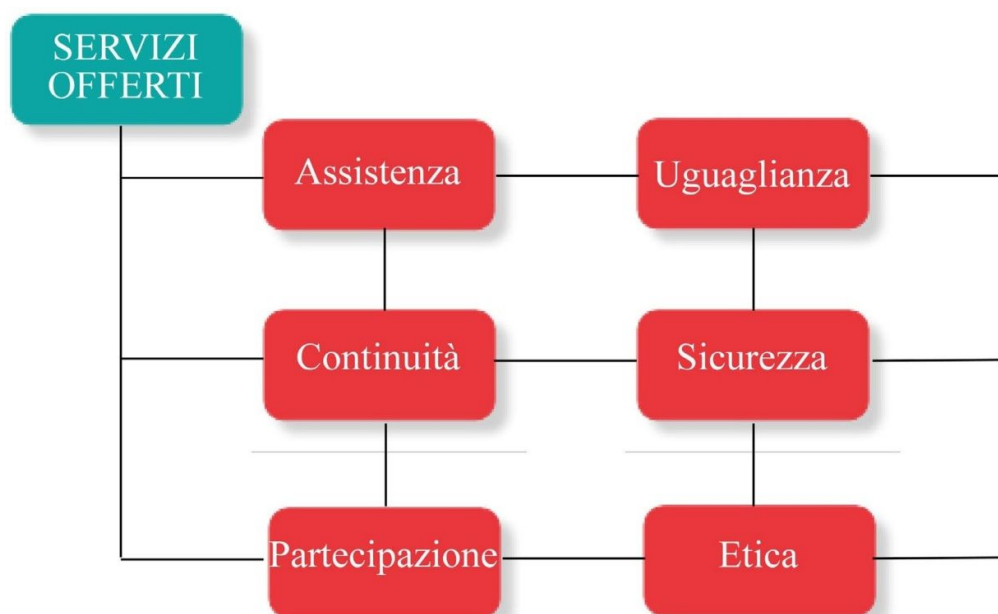 SERVIZI
OFFERTI
Assistenza
Uguaglianza
Continuità
Sicurezza
Partecipazione
Etica